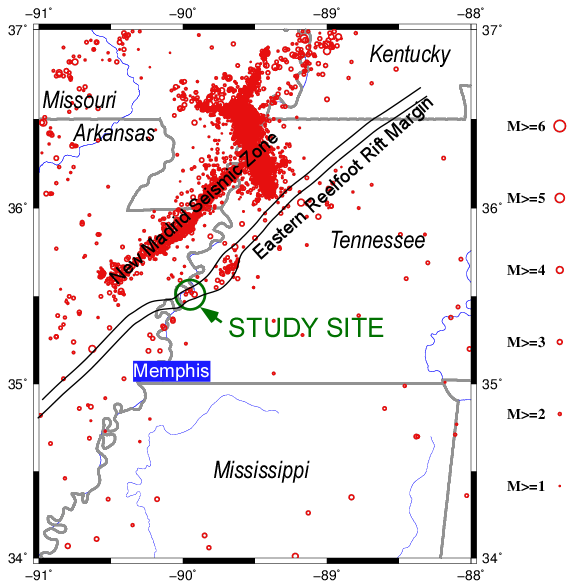 −91° −90° −89° −88°
37° 37°
Kentucky
Missouri
Arkansas
M>=6
New Madrid Seismic Zone
Eastern Reelfoot Rift Margin
M>=5
36° 36°
Tennessee
M>=4
STUDY SITE
M>=3
Memphis
35° 35°
M>=2
Mississippi
M>=1
34° 34°
−91° −90° −89° −88°